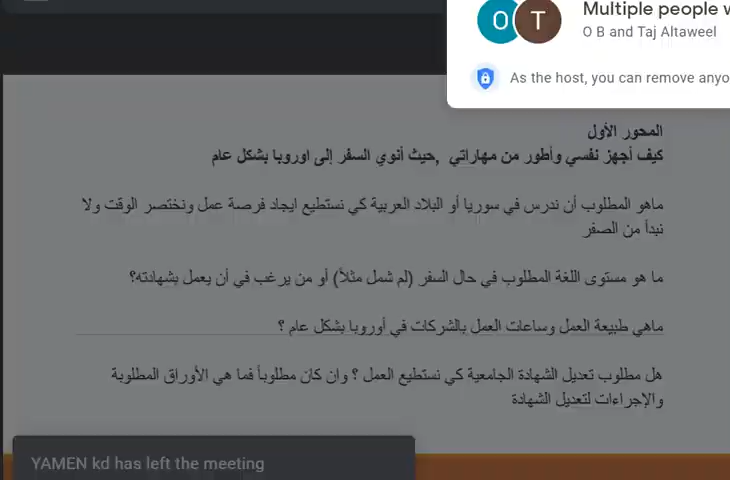 Multiple people
O B and Taj Altaweel
As the host, you can remove
المحور الأول
كيف أجهز نفسي وأطور من مهاراتي ,حيث أنوي السفر إلى اوروبا بشكل عام
ماهو المطلوب أن ندرس في سوريا أو البلاد العربية كي نستطيع ايجاد فرصة عمل ونختصر الوقت ولا
نبدأ من الصفر
ما هو مستوى اللغة المطلوب في حال السفر (لم شمل مثلاً) أو من يرغب في أن يعمل بشهادته؟
ماهي طبيعة العمل وساعات العمل بالشركات في أوروبا بشكل عام ؟
هل مطلوب تعديل الشهادة الجامعية كي نستطيع العمل ؟ وان كان مطلوباً فما هي الأوراق المطلوبة
والإجراءات لتعديل الشهادة
YAMEN kd has left the meeting